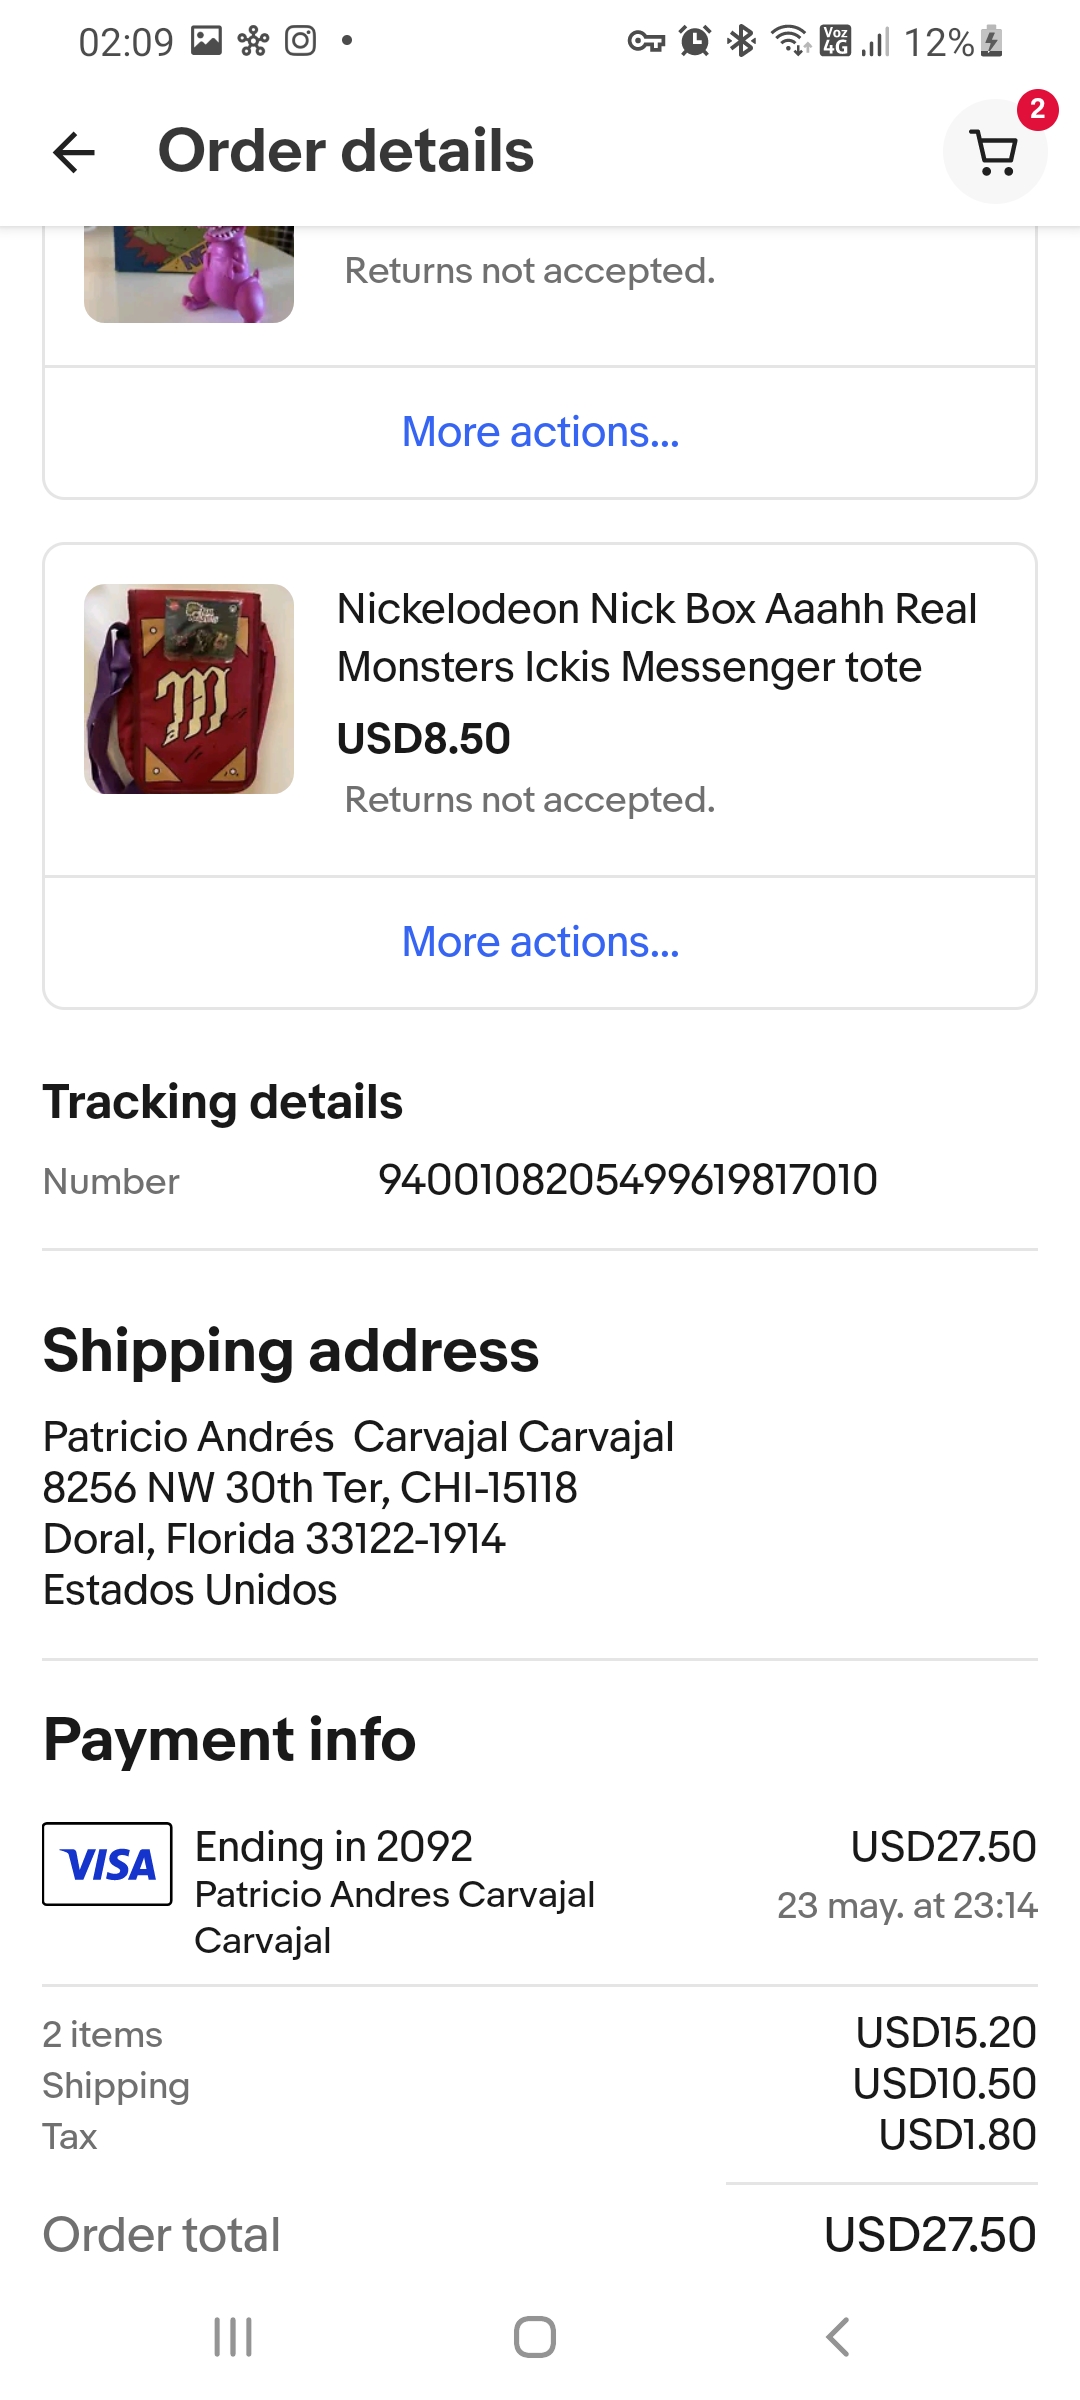 02:09
Voz 4G
12%
Order details
2
Returns not accepted.
More actions...
Nickelodeon Nick Box Aaahh Real
Monsters Ickis Messenger tote
USD8.50
Returns not accepted.
More actions...
Tracking details
Number 9400108205499619817010
Shipping address
Patricio Andrés  Carvajal Carvajal
8256 NW 30th Ter, CHI-15118
Doral, Florida 33122-1914
Estados Unidos
Payment info
VISA Ending in 2092 USD27.50
Patricio Andres Carvajal 23 may. at 23:14
Carvajal
2 items USD15.20
Shipping USD10.50
Tax USD1.80
Order total USD27.50